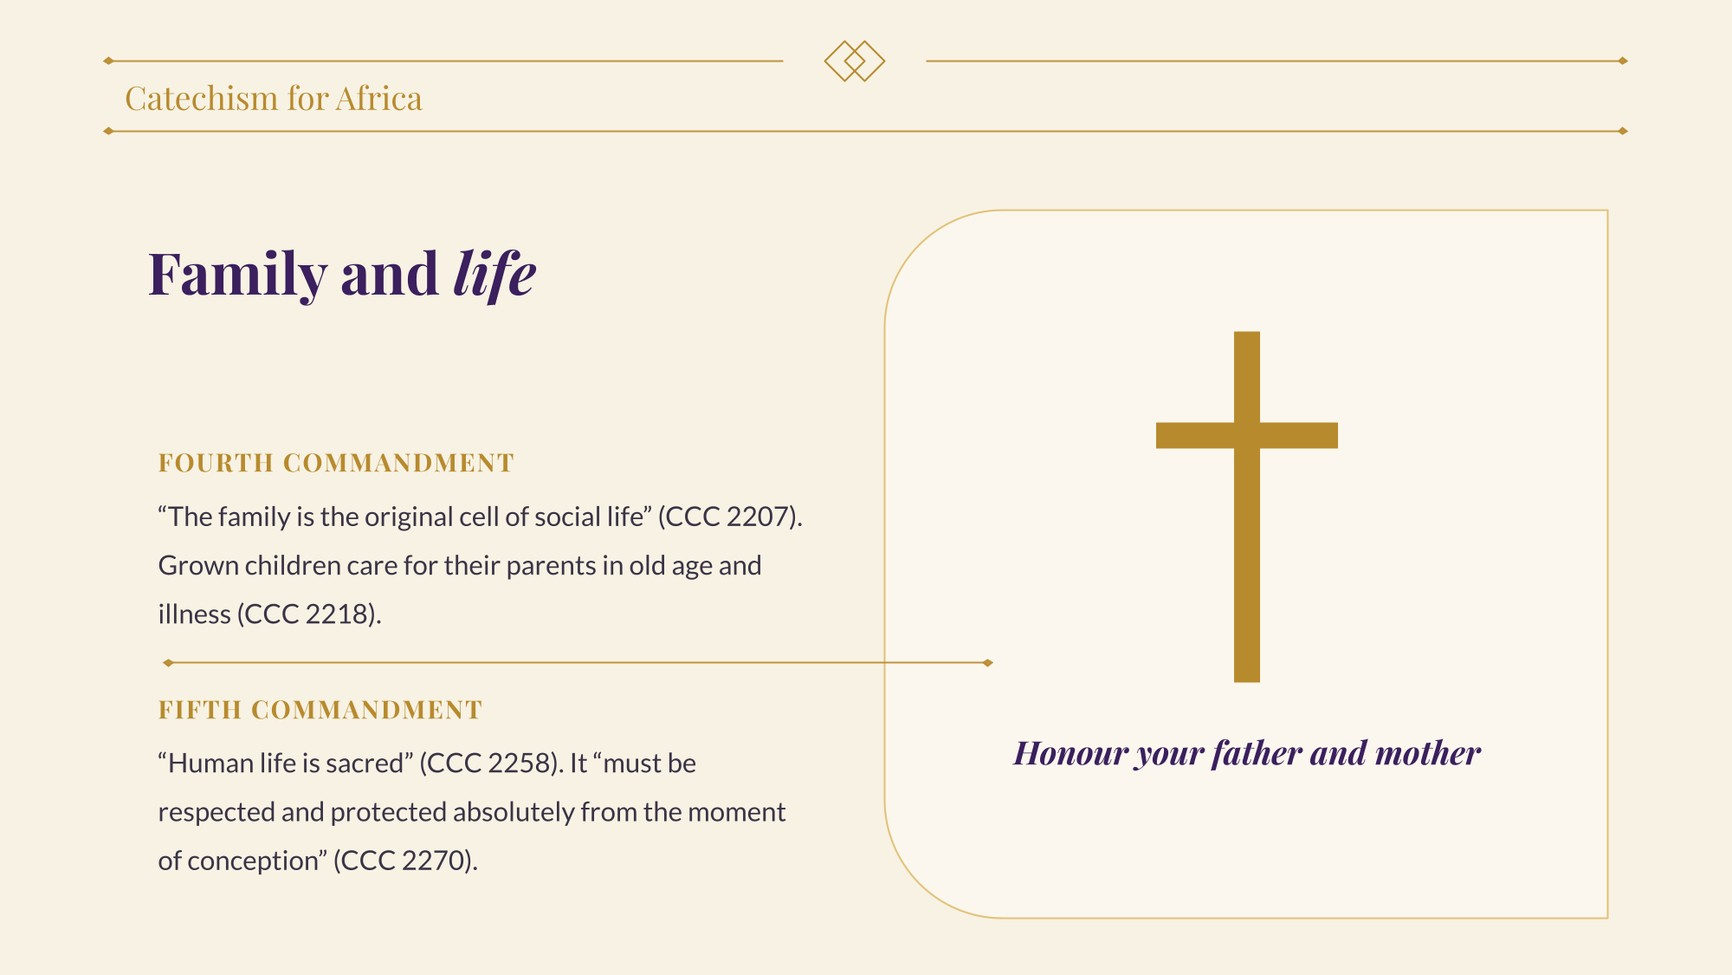 Catechism for Africa
Family and life
FOURTH COMMANDMENT
“The family is the original cell of social life” (CCC 2207).
Grown children care for their parents in old age and
illness (CCC 2218).
FIFTH COMMANDMENT
“Human life is sacred” (CCC 2258). It “must be
respected and protected absolutely from the moment
of conception” (CCC 2270).
Honour your father and mother